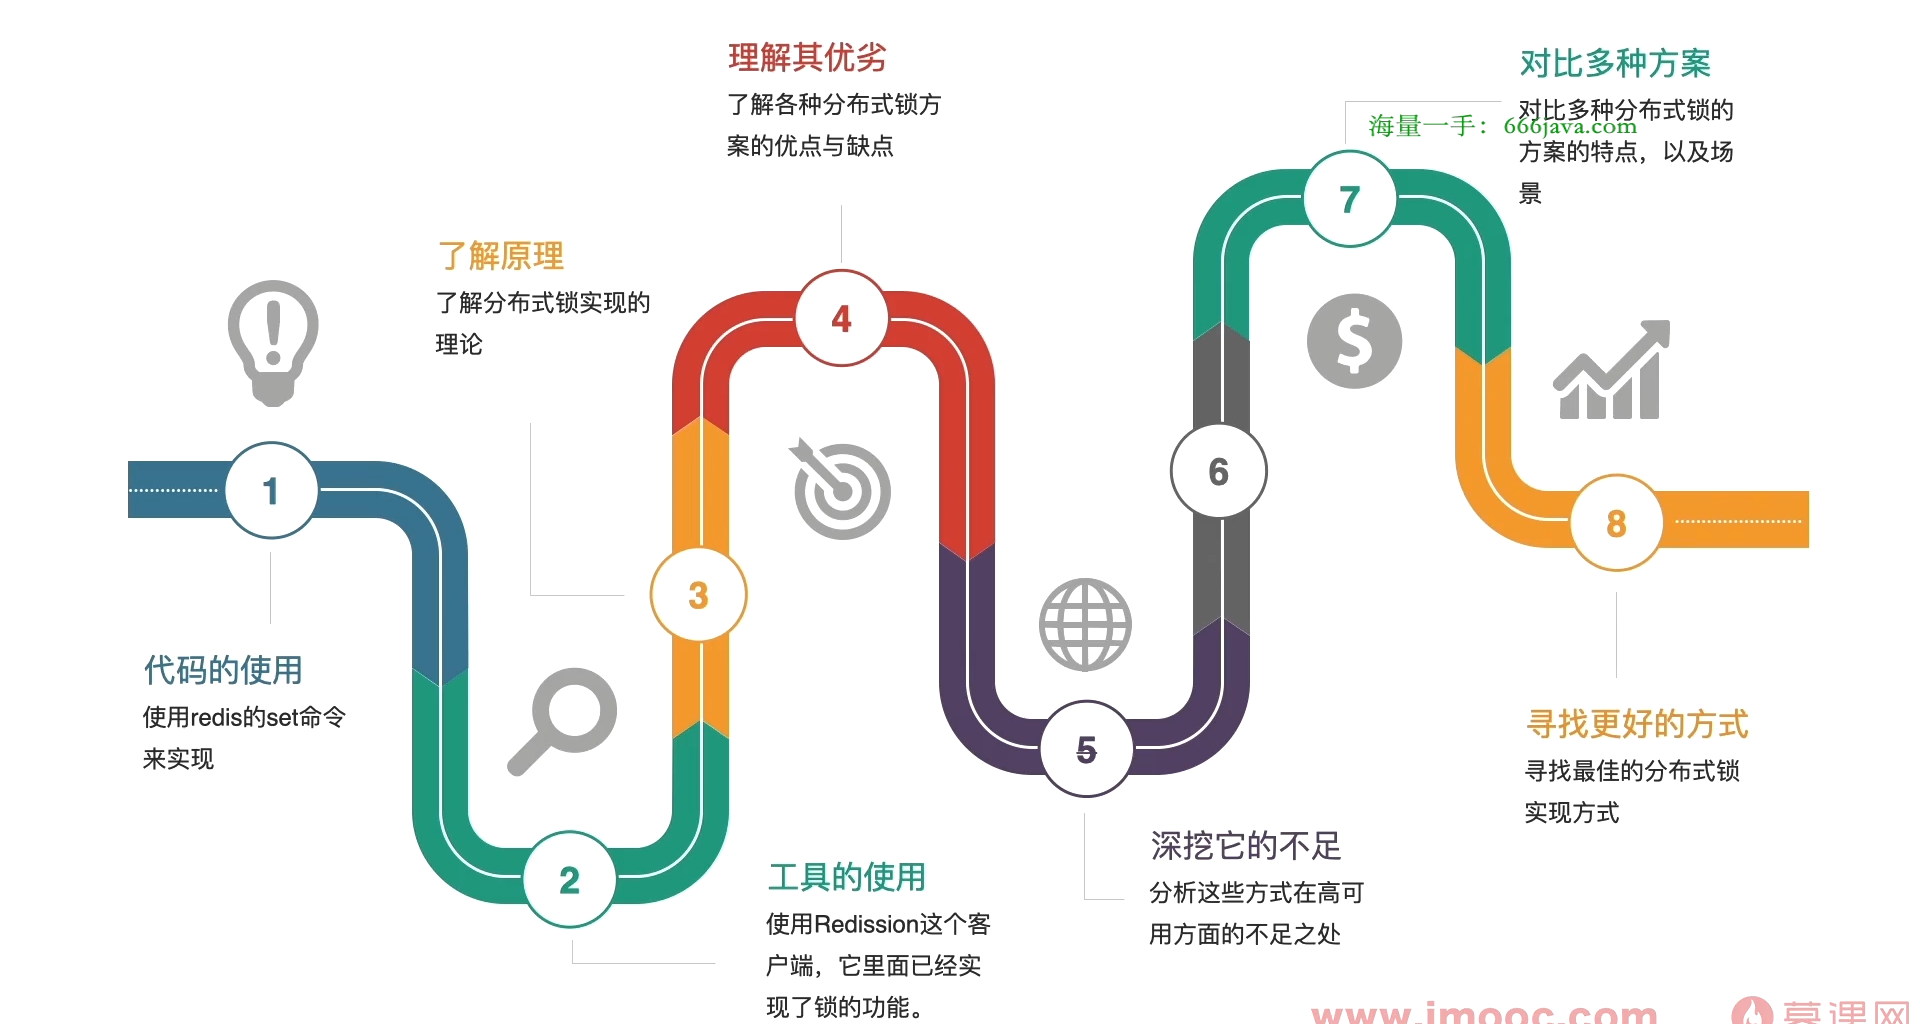 理解其优劣
了解各种分布式锁方
案的优点与缺点
对比多种方案
对比多种分布式锁的
海量一手：666java.com
方案的特点，以及场
景
了解原理
了解分布式锁实现的
理论
7
4
6
1
8
3
代码的使用
使用redis的set命令
来实现
5
寻找更好的方式
寻找最佳的分布式锁
实现方式
2
工具的使用
使用Redission这个客
户端，它里面已经实
现了锁的功能。
深挖它的不足
分析这些方式在高可
用方面的不足之处
www.imooc.com
慕课网